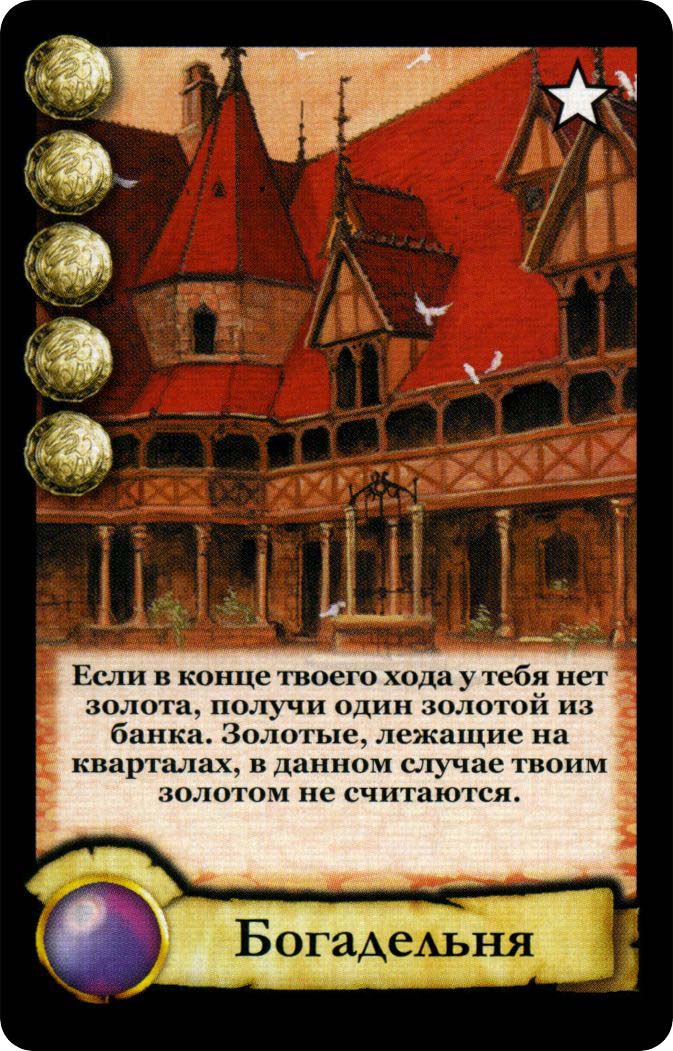 Если в конце твоего хода у тебя нет
золота, получи один золотой из
банка. Золотые, лежащие на
кварталах, в данном случае твоим
золотом не считаются.
Богадельня